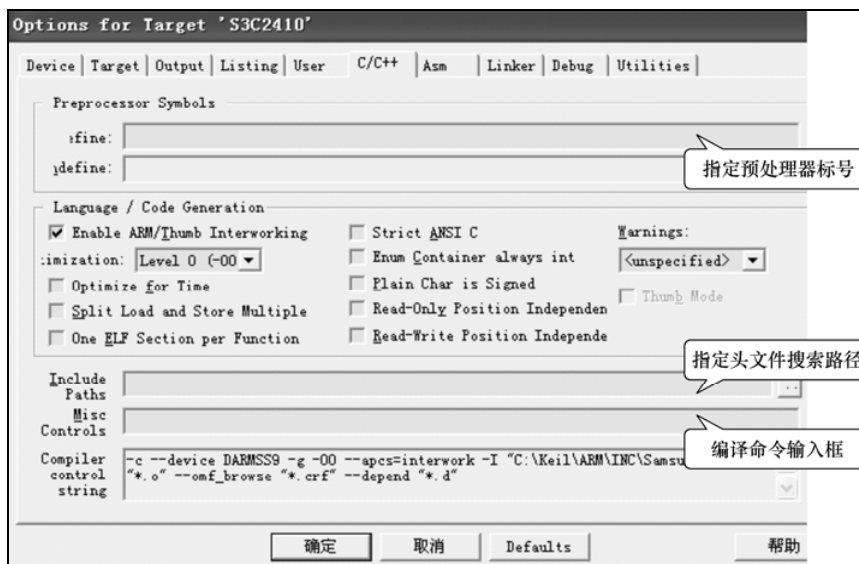 Options for Target 'S3C2410'
Device Target Output Listing User C/C++ Asm Linker Debug Utilities
Preprocessor Symbols
efine:
define:
指定预处理器标号
Language / Code Generation
Enable ARM/Thumb Interworking
Strict ANSI C
Warnings:
imization: Level 0 (-O0
Enum Container always int
<unspecified>
Optimize for Time
Plain Char is Signed
Thumb Mode
Split Load and Store Multiple
Read-Only Position Independen
One ELF Section per Function
Read-Write Position Independe
指定头文件搜索路径
Include Paths
..
Misc Controls
编译命令输入框
Compiler control string
-c --device DARMSS9 -g -O0 --apcs=interwork -I "C:\Keil\ARM\INC\Samsu
"*.o" --omf_browse "*.crf" --depend "*.d"
确定 取消 Defaults 帮助